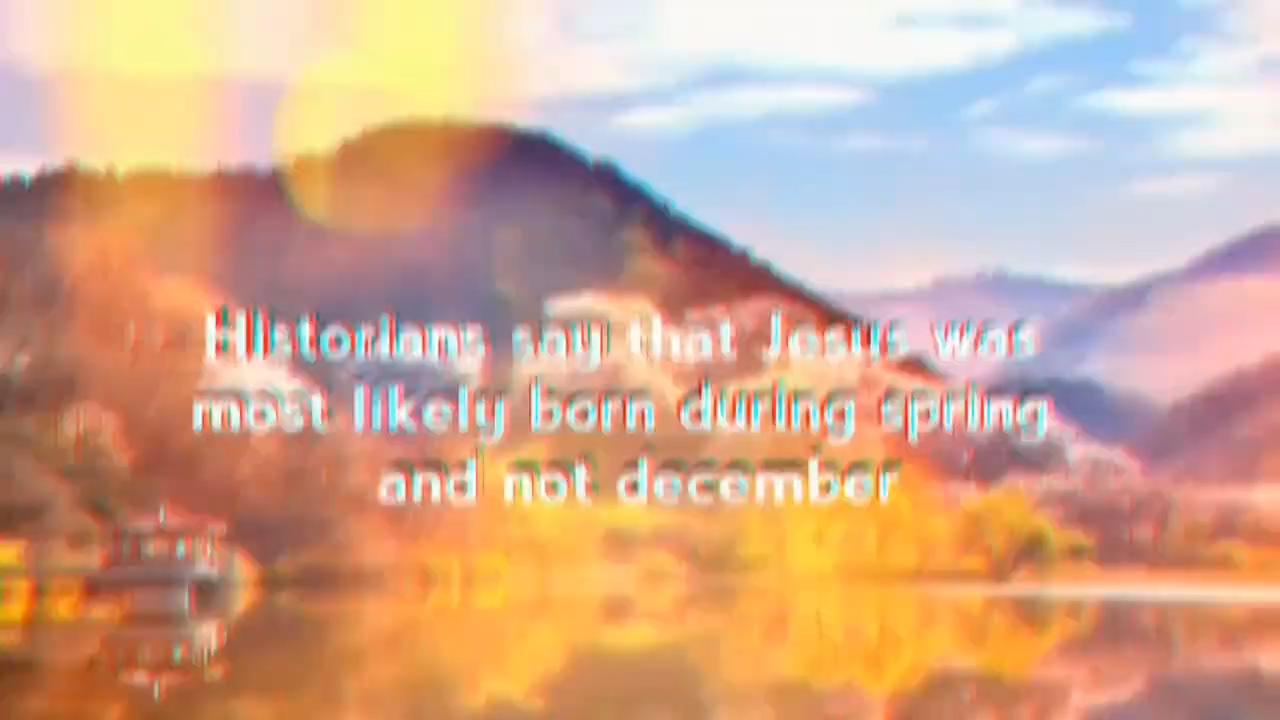 Historians say that Jesus was
most likely born during spring
and not december